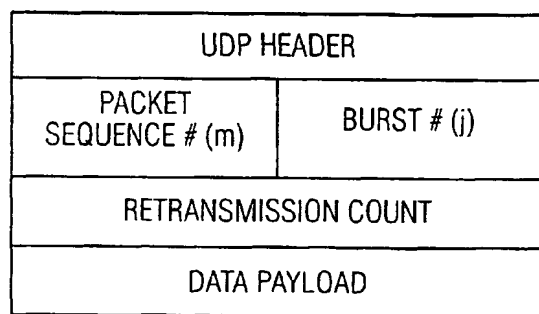 UDP HEADER
PACKET
SEQUENCE # (m)
BURST # (j)
RETRANSMISSION COUNT
DATA PAYLOAD